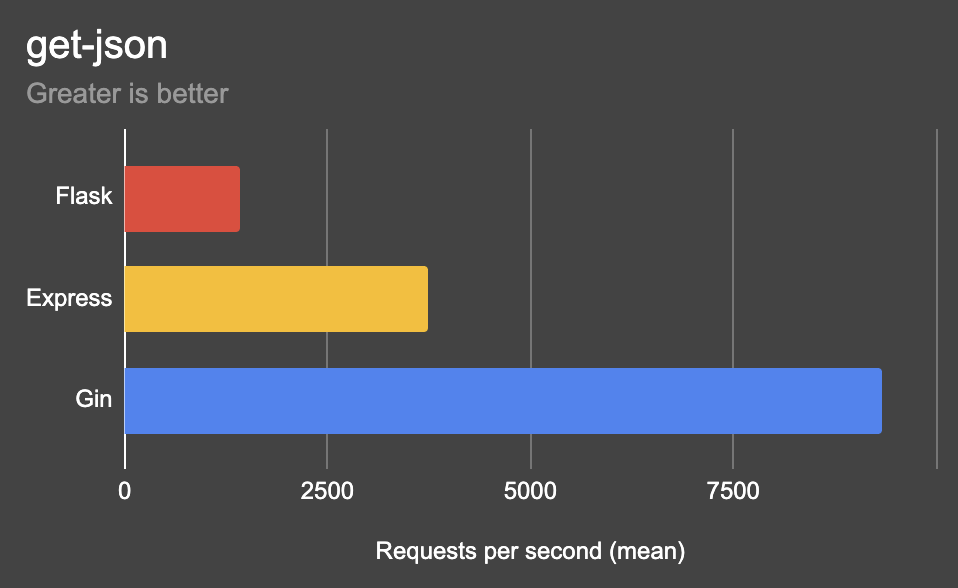 get-json
Greater is better
Flask
Express
Gin
0 2500 5000 7500
Requests per second (mean)